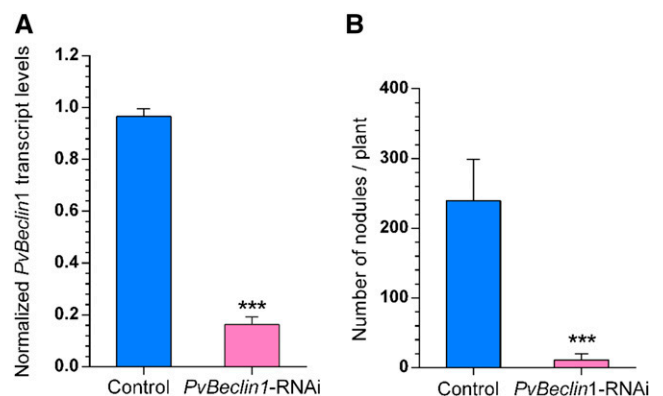 A
Normalized PvBeclin1 transcript levels
1.2
1.0
0.8
0.6
0.4
0.2
0.0
***
Control PvBeclin1-RNAi
B
Number of nodules / plant
400
300
200
100
0
***
Control PvBeclin1-RNAi